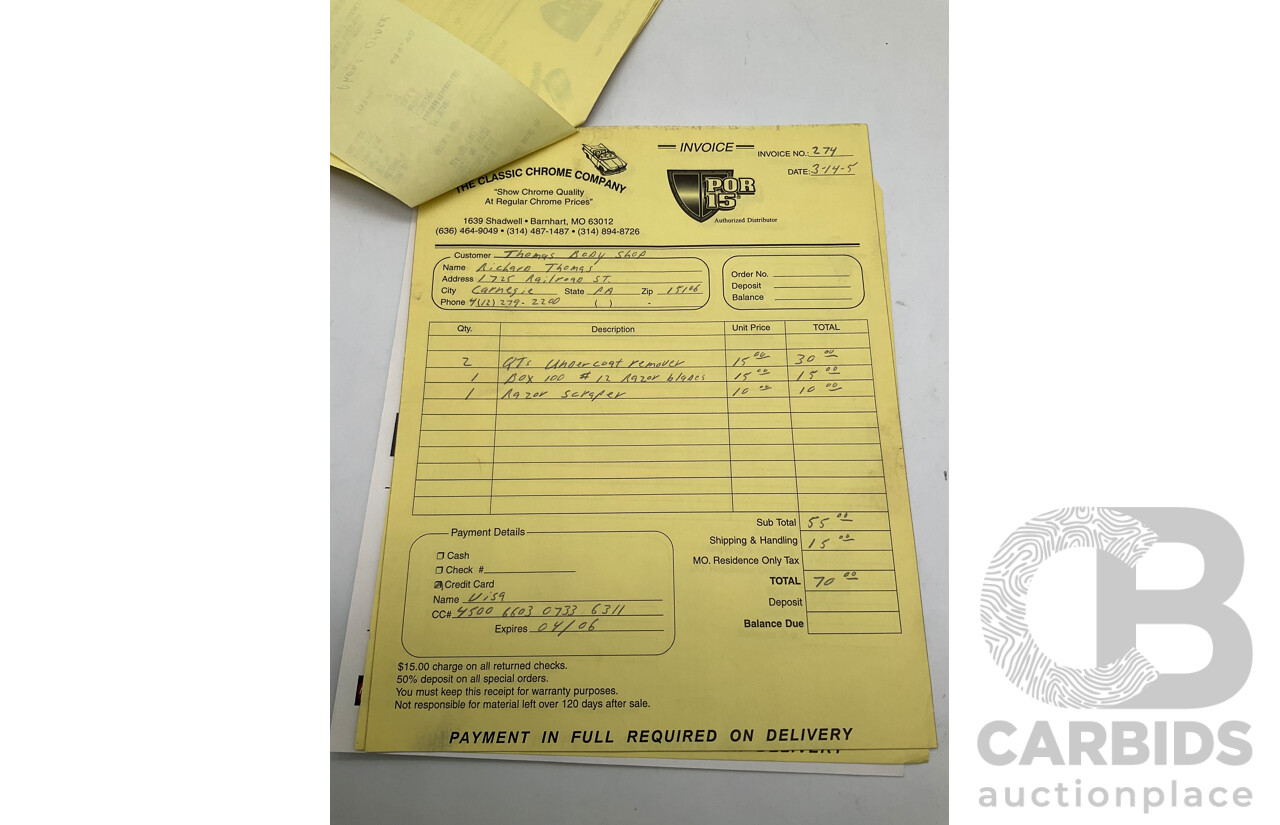 INVOICE
INVOICE NO.: 274
DATE: 3-14-5
THE CLASSIC CHROME COMPANY
"Show Chrome Quality
At Regular Chrome Prices"
POR
15
Authorized Distributor
1639 Shadwell • Barnhart, MO 63012
(636) 464-9049 • (314) 487-1487 • (314) 894-8726
Customer Thomas Body Shop
Name Richard Thomas
Address 1725 Railroad ST.
City Carnegie State PA Zip 15106
Phone 4(12) 279-2200 ( ) -
Order No.
Deposit
Balance
Qty. Description Unit Price TOTAL
2 GTs Undercoat remover 15 00 30 00
1 Box 100 # 12 Razor blades 15 00 15 00
1 Razor Scraper 10 00 10 00
Sub Total 55 00
Shipping & Handling 15 00
MO. Residence Only Tax
TOTAL 70 00
Deposit
Balance Due
Payment Details
Cash
Check #
Credit Card
Name Visa
CC# 4500 6603 0733 6311
Expires 04/06
$15.00 charge on all returned checks.
50% deposit on all special orders.
You must keep this receipt for warranty purposes.
Not responsible for material left over 120 days after sale.
PAYMENT IN FULL REQUIRED ON DELIVERY
DELIVERY
CB
CARBIDS
auctionplace